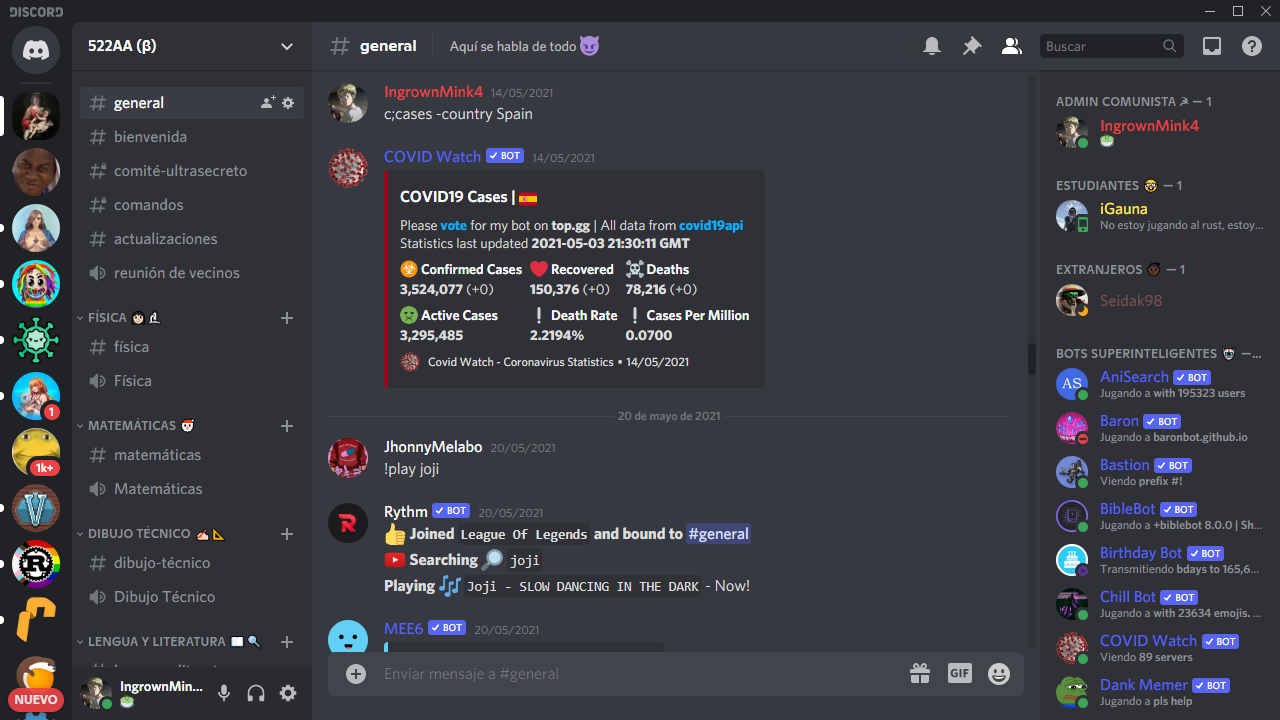 DISCORD
522AA (β)
general
bienvenida
comité-ultrasecreto
comandos
actualizaciones
reunión de vecinos
FÍSICA
física
Física
MATEMÁTICAS
matemáticas
Matemáticas
DIBUJO TÉCNICO
dibujo-técnico
Dibujo Técnico
LENGUA Y LITERATURA
1
1k+
NUEVO
IngrownMin...
general
Aquí se habla de todo
Buscar
IngrownMink4 14/05/2021
c;cases -country Spain
COVID Watch BOT 14/05/2021
COVID19 Cases |
Please vote for my bot on top.gg | All data from covid19api
Statistics last updated 2021-05-03 21:30:11 GMT
Confirmed Cases Recovered Deaths
3,524,077 (+0) 150,376 (+0) 78,216 (+0)
Active Cases Death Rate Cases Per Million
3,295,485 2.2194% 0.0700
Covid Watch - Coronavirus Statistics • 14/05/2021
20 de mayo de 2021
JhonnyMelabo 20/05/2021
!play joji
Rythm BOT 20/05/2021
Joined League Of Legends and bound to #general
Searching joji
Playing Joji - SLOW DANCING IN THE DARK - Now!
MEE6 BOT 20/05/2021
Enviar mensaje a #general
GIF
ADMIN COMUNISTA ☭ — 1
IngrownMink4
ESTUDIANTES — 1
iGauna
No estoy jugando al rust, estoy...
EXTRANJEROS — 1
Seidak98
BOTS SUPERINTELIGENTES —...
AS
AniSearch BOT
Jugando a with 195323 users
Baron BOT
Jugando a baronbot.github.io
Bastion BOT
Viendo prefix #!
BibleBot BOT
Jugando a +biblebot 8.0.0 | Sh...
Birthday Bot BOT
Transmitiendo bdays to 165,6...
Chill Bot BOT
Jugando a with 23634 emojis. ...
COVID Watch BOT
Viendo 89 servers
Dank Memer BOT
Jugando a pls help